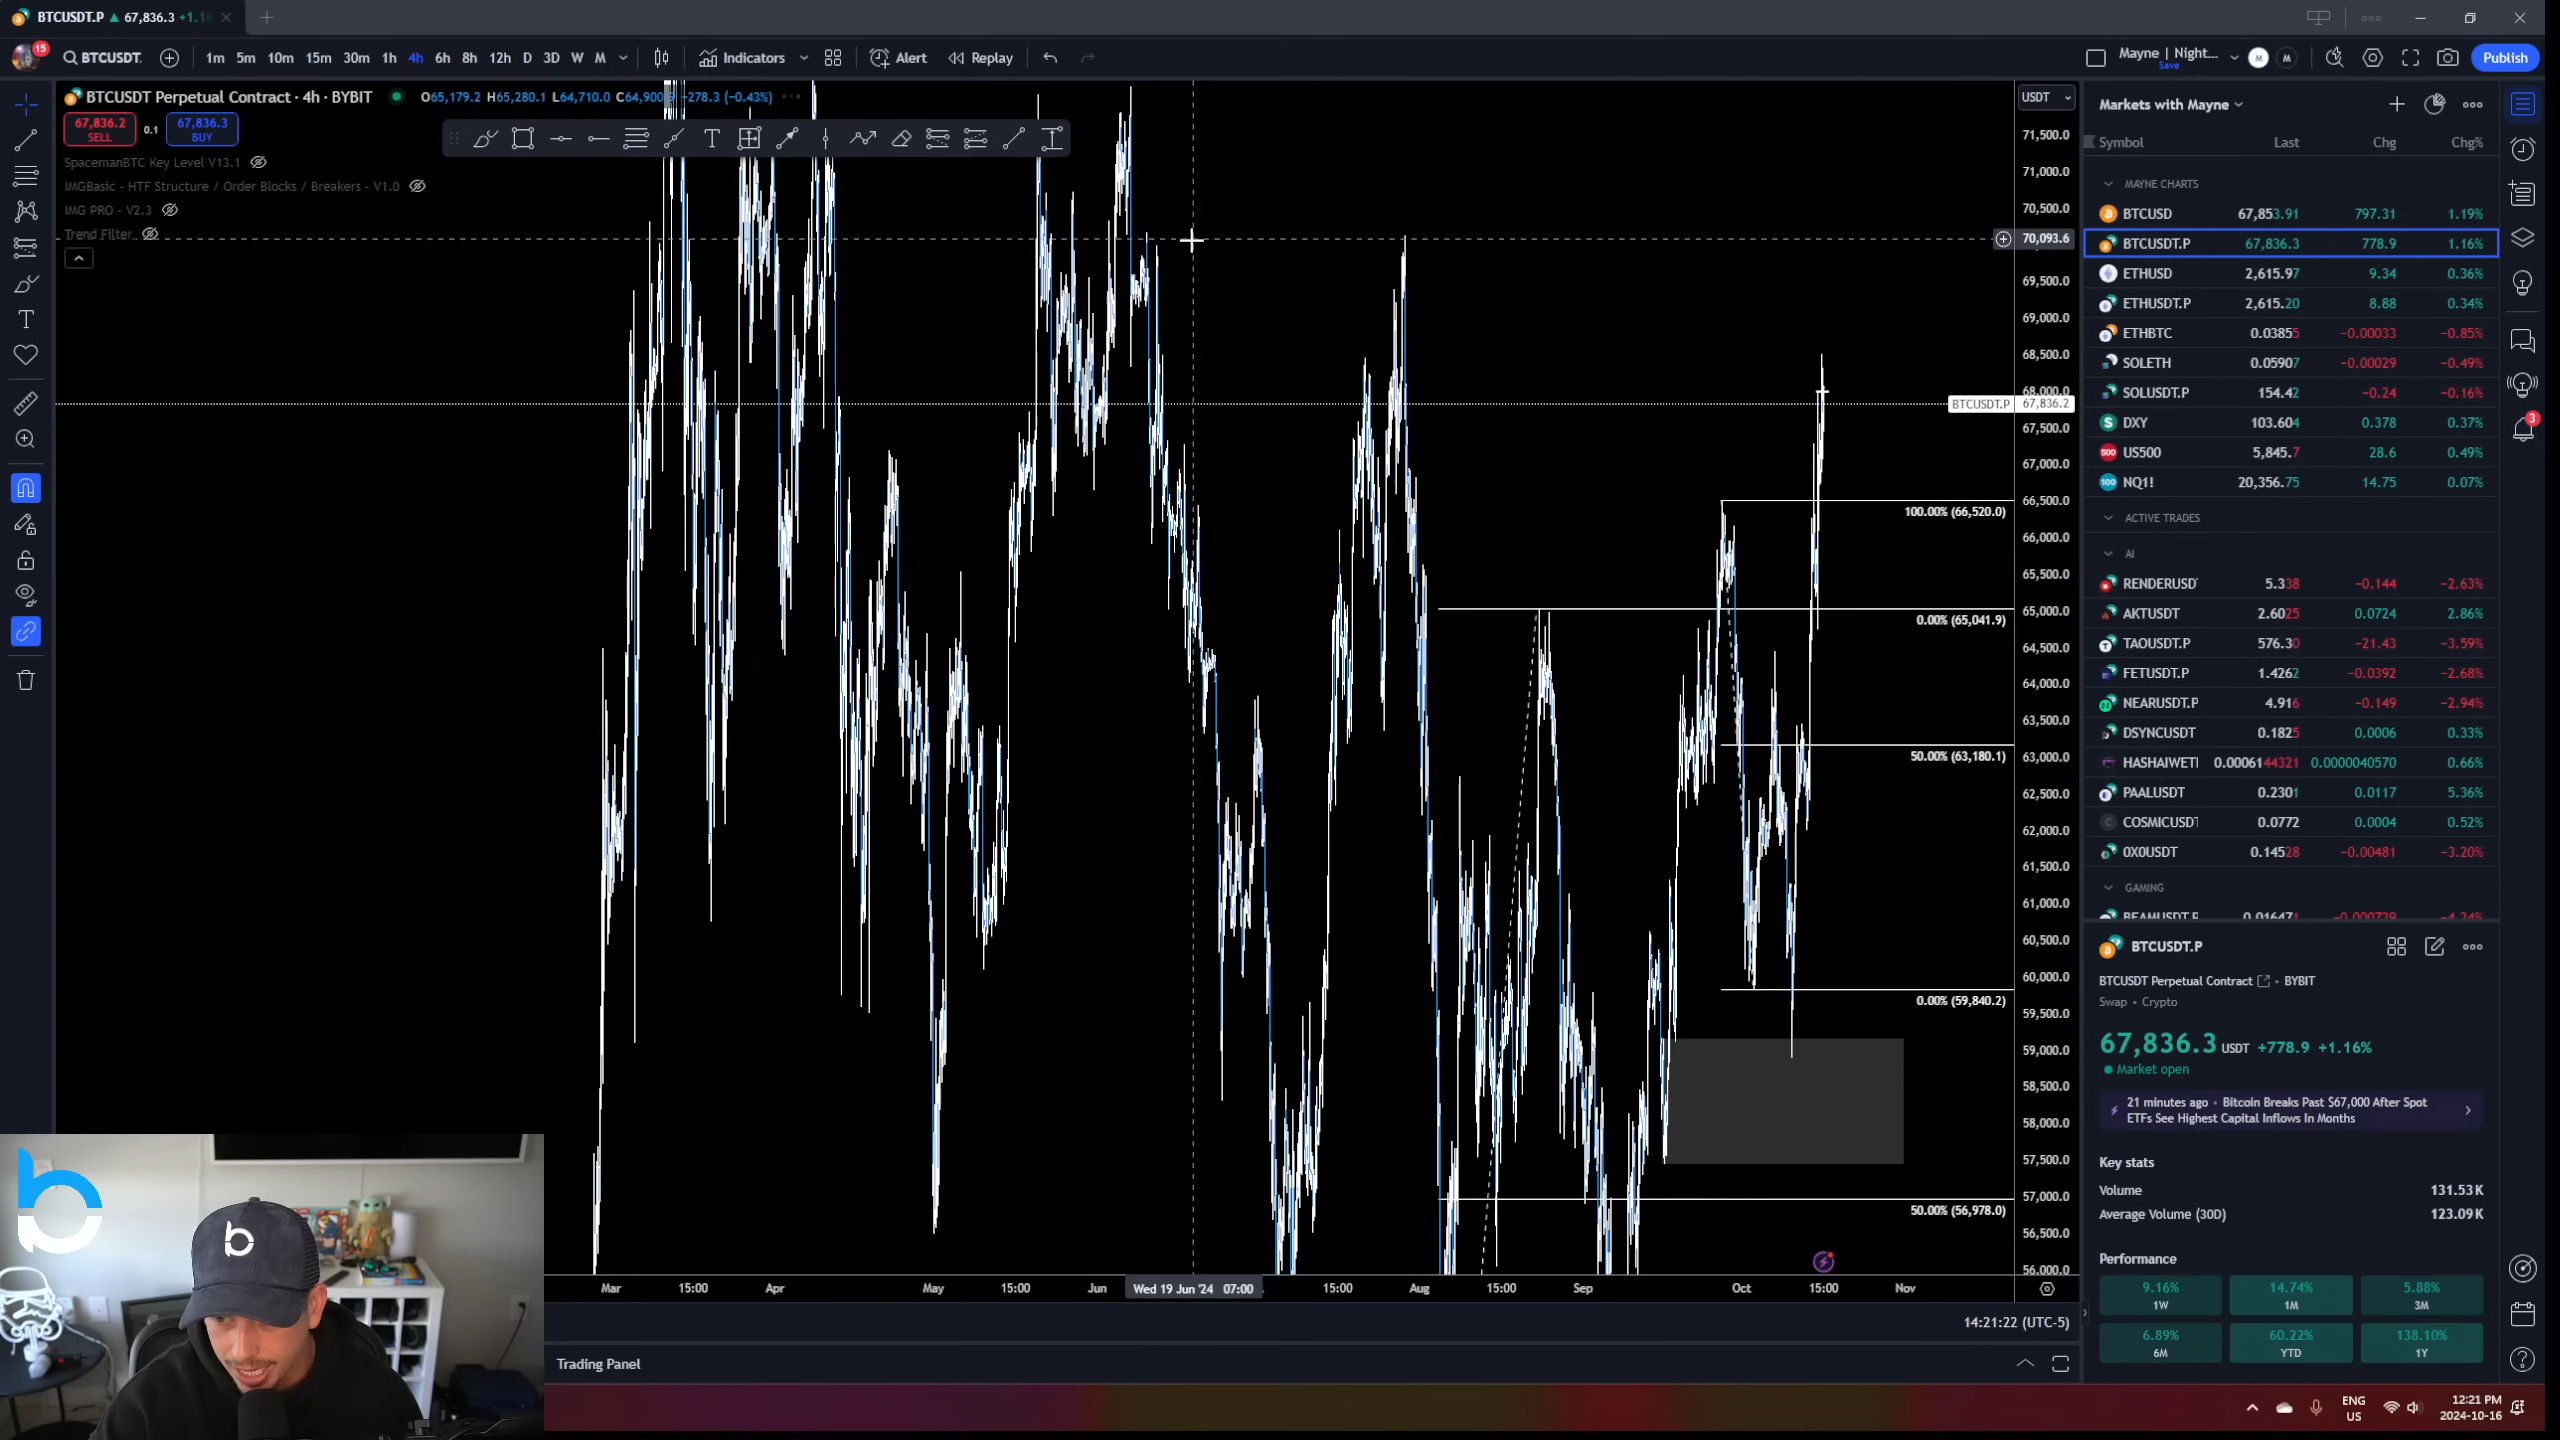 BTCUSDT.P ▲ 67,836.3 +1.16
15 BTCUSDT. 1m 5m 10m 15m 30m 1h 4h 6h 8h 12h D 3D W M Indicators Alert Replay Mayne | Night... Save M M Publish
BTCUSDT Perpetual Contract · 4h · BYBIT O65,179.2 H65,280.1 L64,710.0 C64,900.9 −278.3 (−0.43%)
67,836.2 SELL 0.1 67,836.3 BUY
SpacemanBTC Key Level V13.1
IMGBasic - HTF Structure / Order Blocks / Breakers - V1.0
IMG PRO - V2.3
Trend Filter
USDT
71,500.0
71,000.0
70,500.0
70,093.6
69,500.0
69,000.0
68,500.0
68,000.0
BTCUSDT.P 67,836.2
67,500.0
67,000.0
66,500.0
100.00% (66,520.0)
66,000.0
65,500.0
65,000.0
0.00% (65,041.9)
64,500.0
64,000.0
63,500.0
63,000.0
50.00% (63,180.1)
62,500.0
62,000.0
61,500.0
61,000.0
60,500.0
60,000.0
0.00% (59,840.2)
59,500.0
59,000.0
58,500.0
58,000.0
57,500.0
57,000.0
50.00% (56,978.0)
56,500.0
56,000.0
Mar 15:00 Apr May 15:00 Jun Wed 19 Jun '24 07:00 15:00 Aug 15:00 Sep Oct 15:00 Nov
14:21:22 (UTC-5)
Trading Panel
Markets with Mayne
Symbol Last Chg Chg%
MAYNE CHARTS
BTCUSD 67,853.91 797.31 1.19%
BTCUSDT.P 67,836.3 778.9 1.16%
ETHUSD 2,615.97 9.34 0.36%
ETHUSDT.P 2,615.20 8.88 0.34%
ETHBTC 0.03855 −0.00033 −0.85%
SOLETH 0.05907 −0.00029 −0.49%
SOLUSDT.P 154.42 −0.24 −0.16%
DXY 103.604 0.378 0.37%
US500 5,845.7 28.6 0.49%
NQ1! 20,356.75 14.75 0.07%
ACTIVE TRADES
AI
RENDERUSDT 5.338 −0.144 −2.63%
AKTUSDT 2.6025 0.0724 2.86%
TAOUSDT.P 576.30 −21.43 −3.59%
FETUSDT.P 1.4262 −0.0392 −2.68%
NEARUSDT.P 4.916 −0.149 −2.94%
DSYNCUSDT 0.1825 0.0006 0.33%
HASHAIWETH 0.0006144321 0.0000040570 0.66%
PAALUSDT 0.2301 0.0117 5.36%
COSMICUSDT 0.0772 0.0004 0.52%
0X0USDT 0.14528 −0.00481 −3.20%
GAMING
BEAMUSDT.P 0.01647 −0.000729 −4.24%
3
BTCUSDT.P
BTCUSDT Perpetual Contract · BYBIT
Swap · Crypto
67,836.3 USDT +778.9 +1.16%
Market open
21 minutes ago · Bitcoin Breaks Past $67,000 After Spot
ETFs See Highest Capital Inflows In Months
Key stats
Volume 131.53K
Average Volume (30D) 123.09K
Performance
9.16% 14.74% 5.88%
1W 1M 3M
6.89% 60.22% 138.10%
6M YTD 1Y
ENG US
12:21 PM
2024-10-16
b
b